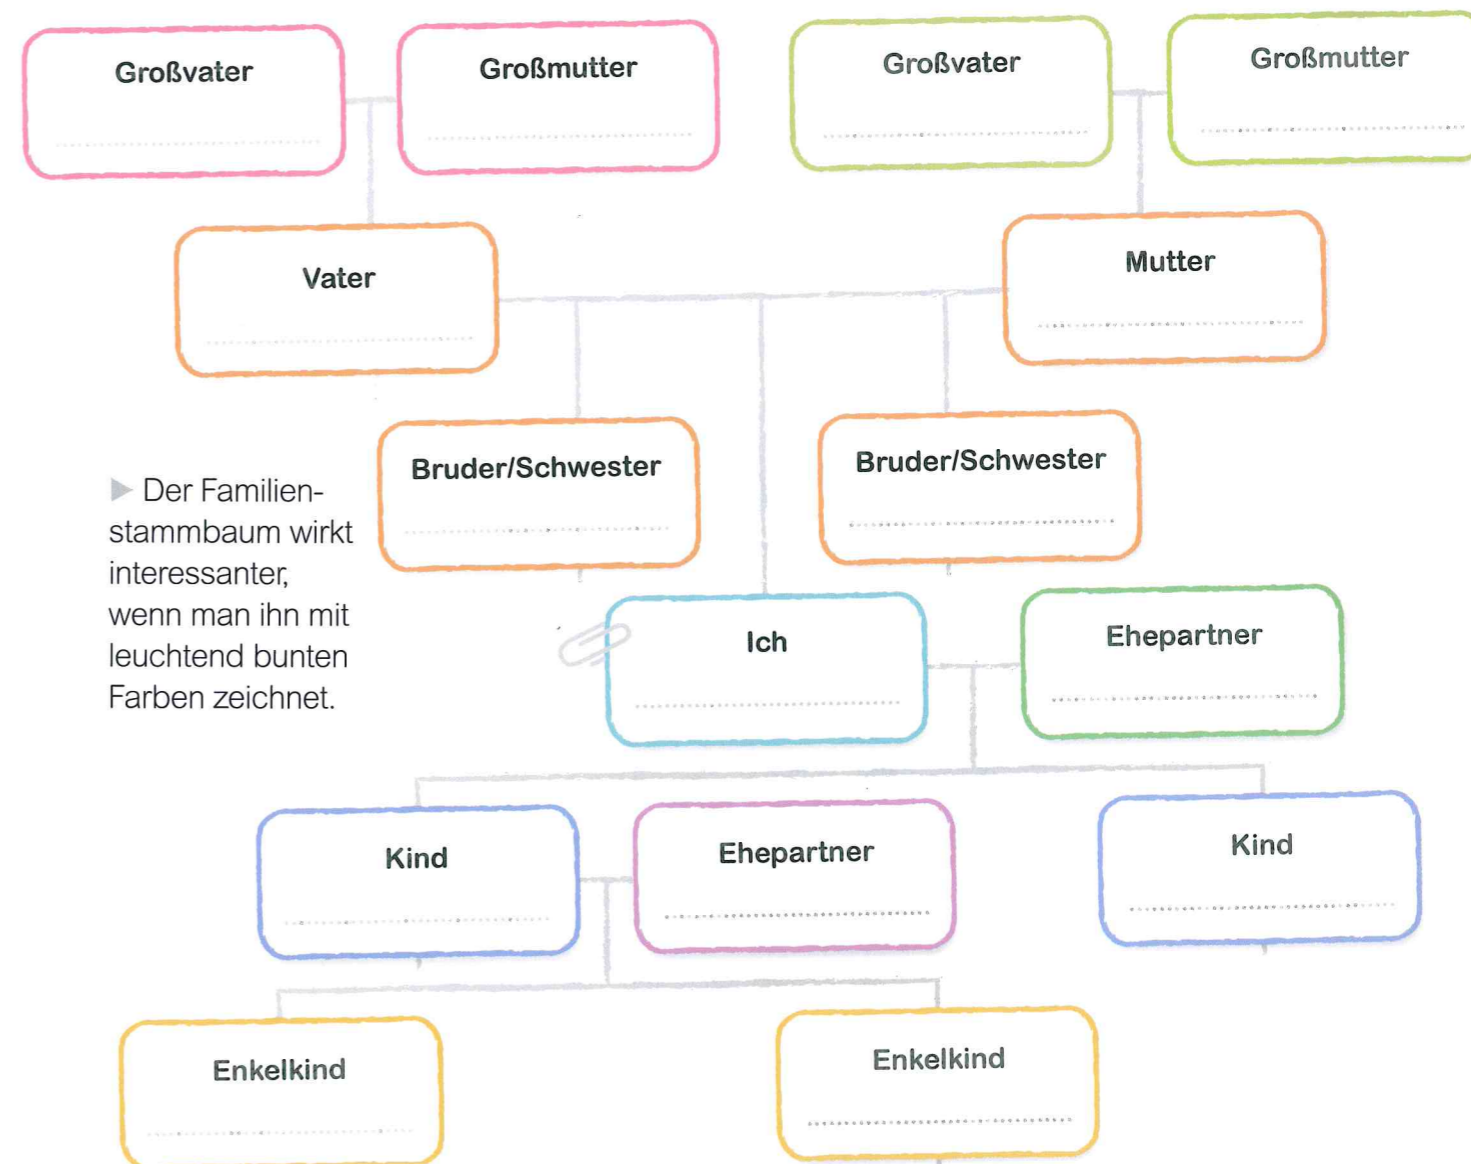 Großvater
Großmutter
Großvater
Großmutter
Vater
Mutter
Bruder/Schwester
Bruder/Schwester
▶ Der Familien-
stammbaum wirkt
interessanter,
wenn man ihn mit
leuchtend bunten
Farben zeichnet.
Ich
Ehepartner
Kind
Ehepartner
Kind
Enkelkind
Enkelkind